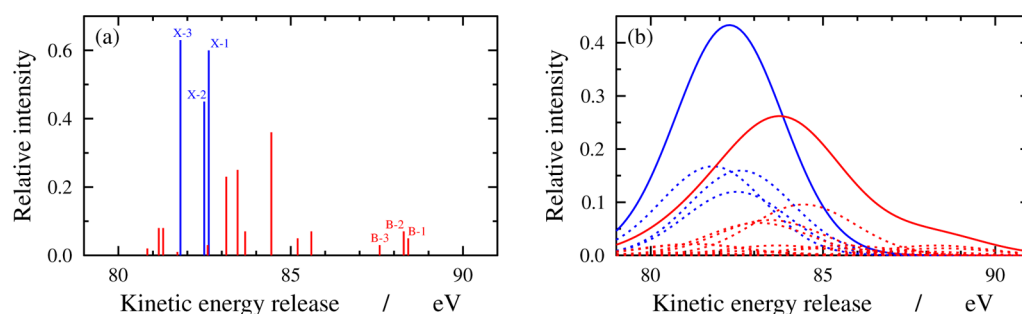 (a)
X-3
X-1
X-2
B-2
B-1
B-3
0.6
0.4
0.2
0.0
80
85
90
Relative intensity
Kinetic energy release / eV
(b)
0.4
0.3
0.2
0.1
0.0
80
85
90
Relative intensity
Kinetic energy release / eV